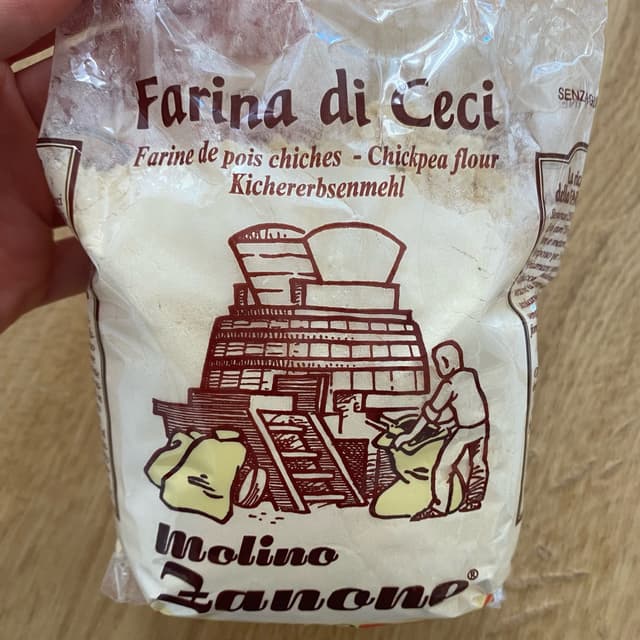 Farina di Ceci
Farine de pois chiches - Chickpea flour
Kichererbsenmehl
Molino
Zanone®